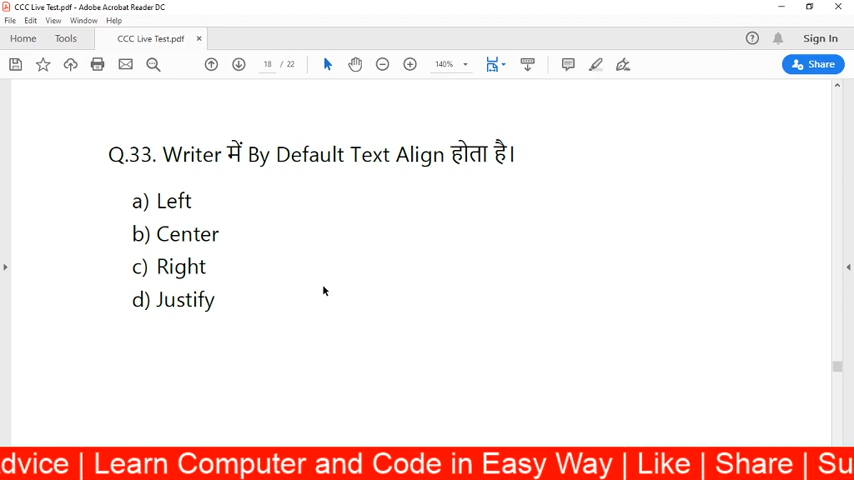 CCC Live Test.pdf - Adobe Acrobat Reader DC
File Edit View Window Help
Home Tools CCC Live Test.pdf × Sign In
18 / 22 140% Share
Q.33. Writer में By Default Text Align होता है।
a) Left
b) Center
c) Right
d) Justify
dvice | Learn Computer and Code in Easy Way | Like | Share | Su